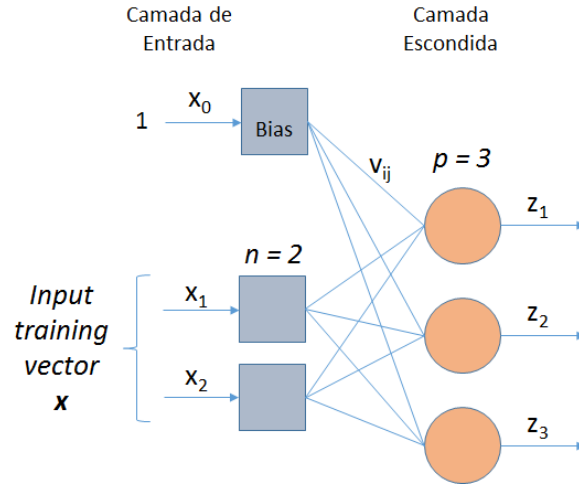 Camada de
Entrada
Camada
Escondida
1
x0
Bias
vij
p = 3
z1
n = 2
Input
training
vector
x
x1
z2
x2
z3